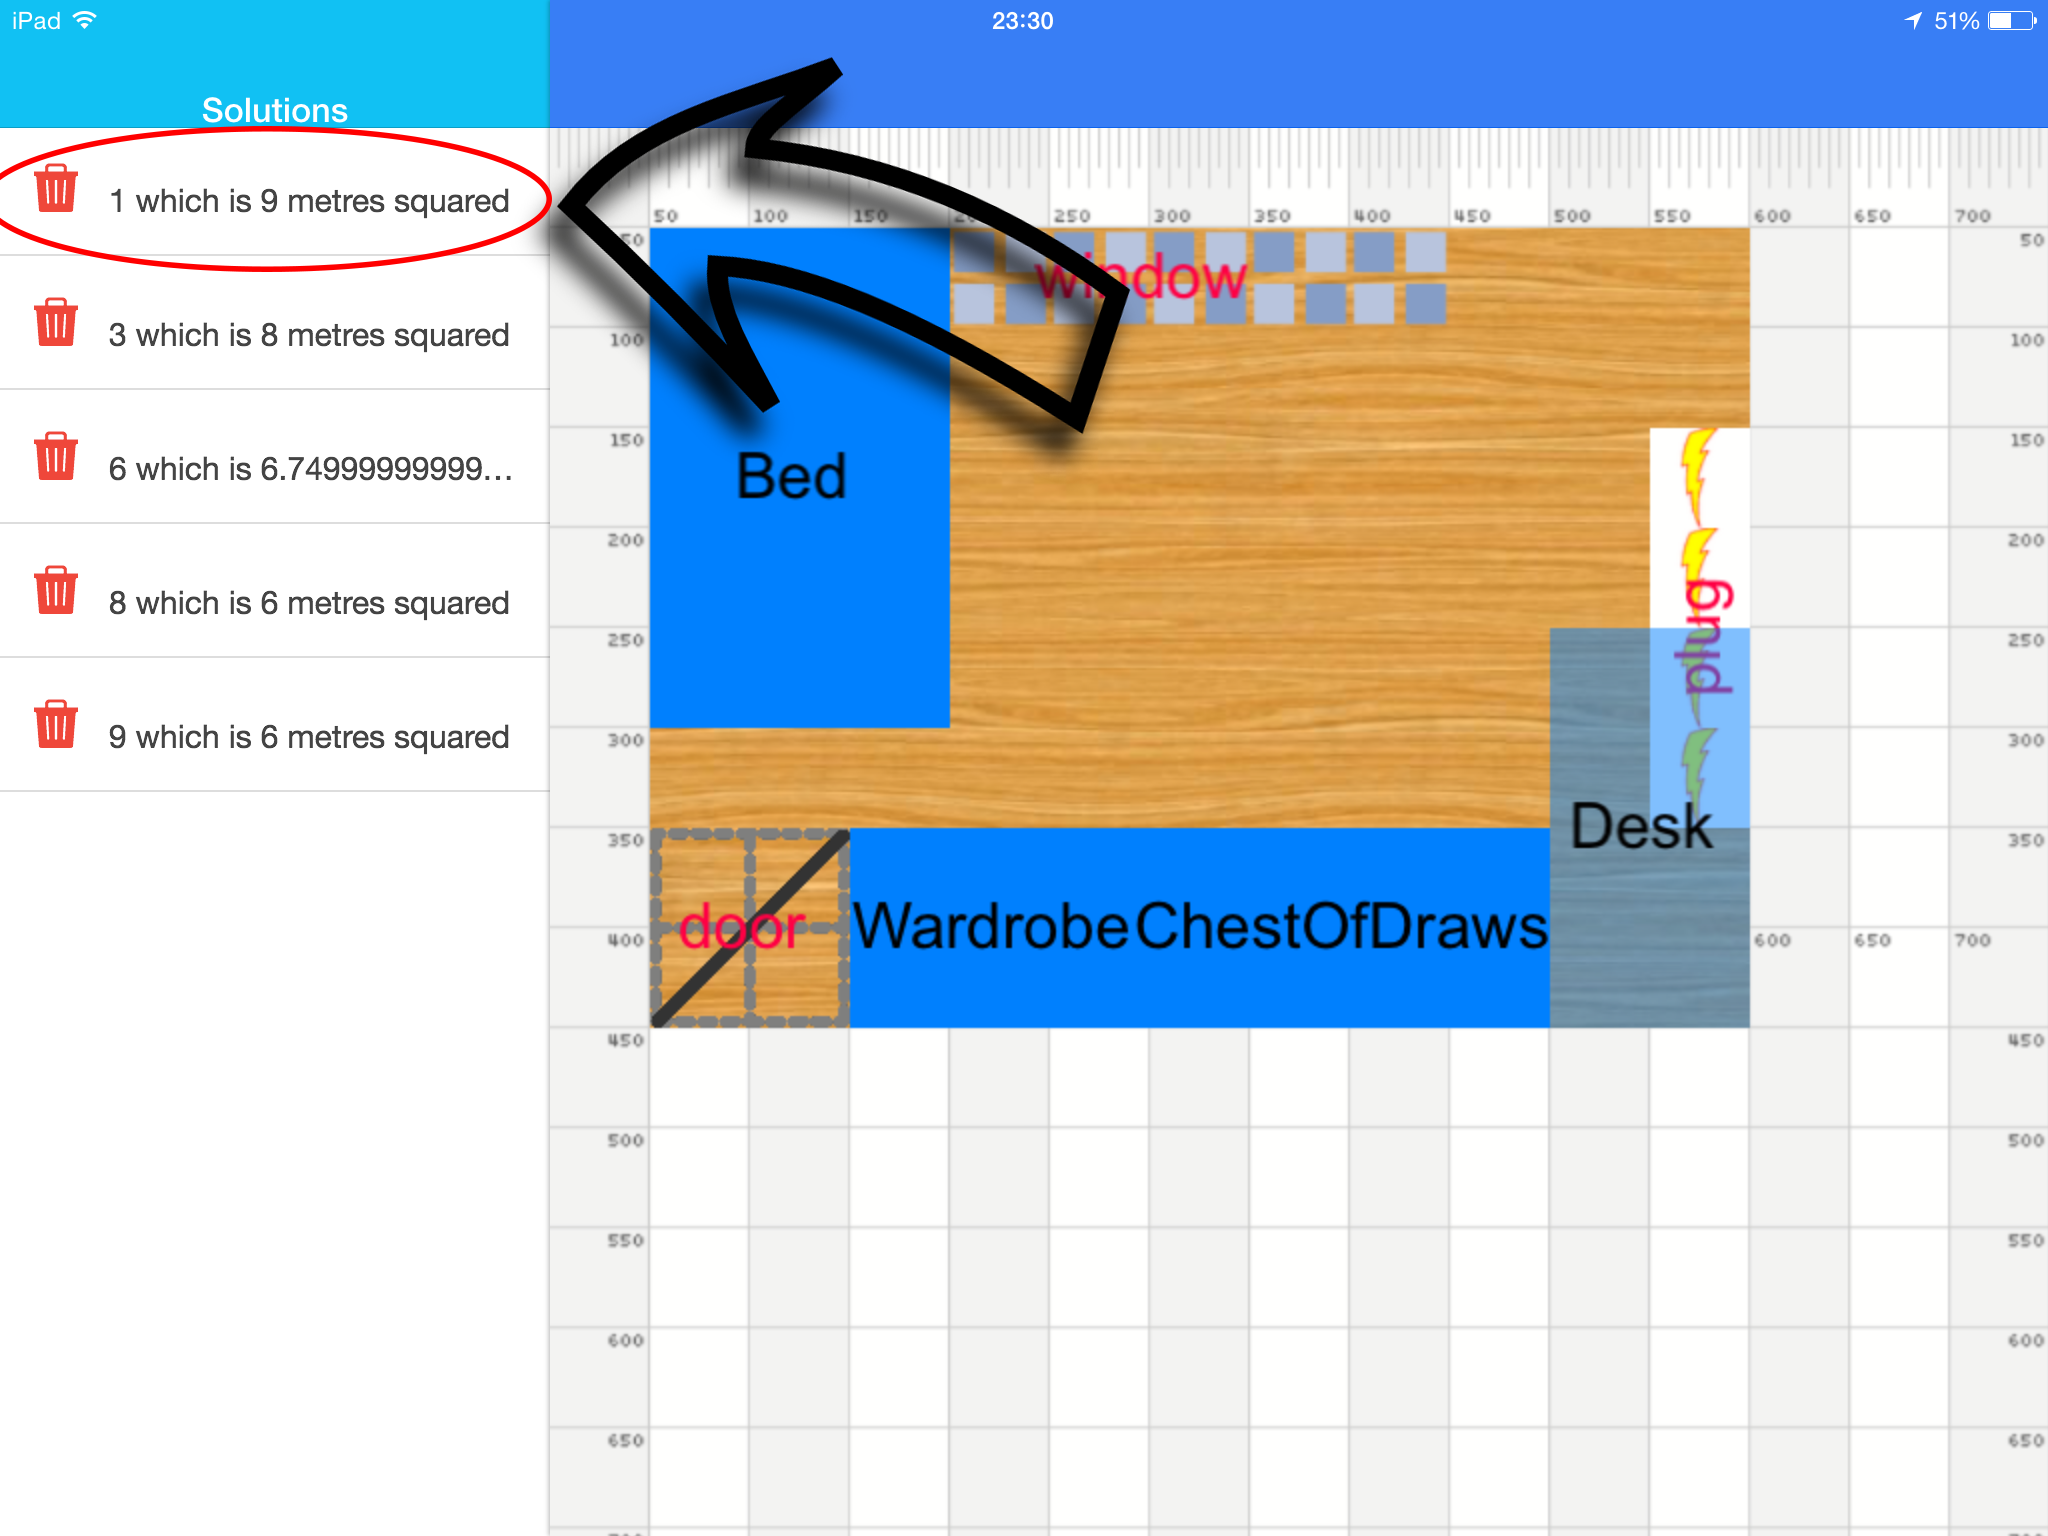 iPad 23:30 51%
Solutions
1 which is 9 metres squared
3 which is 8 metres squared
6 which is 6.74999999999...
8 which is 6 metres squared
9 which is 6 metres squared
50 100 150 250 300 350 400 450 500 550 600 650 700
50 50
window
100 100
150 150
Bed
200 200
plug
250 250
300 300
Desk
350 350
door WardrobeChestOfDraws
400 600 650 700
450 450
500 500
550 550
600 600
650 650